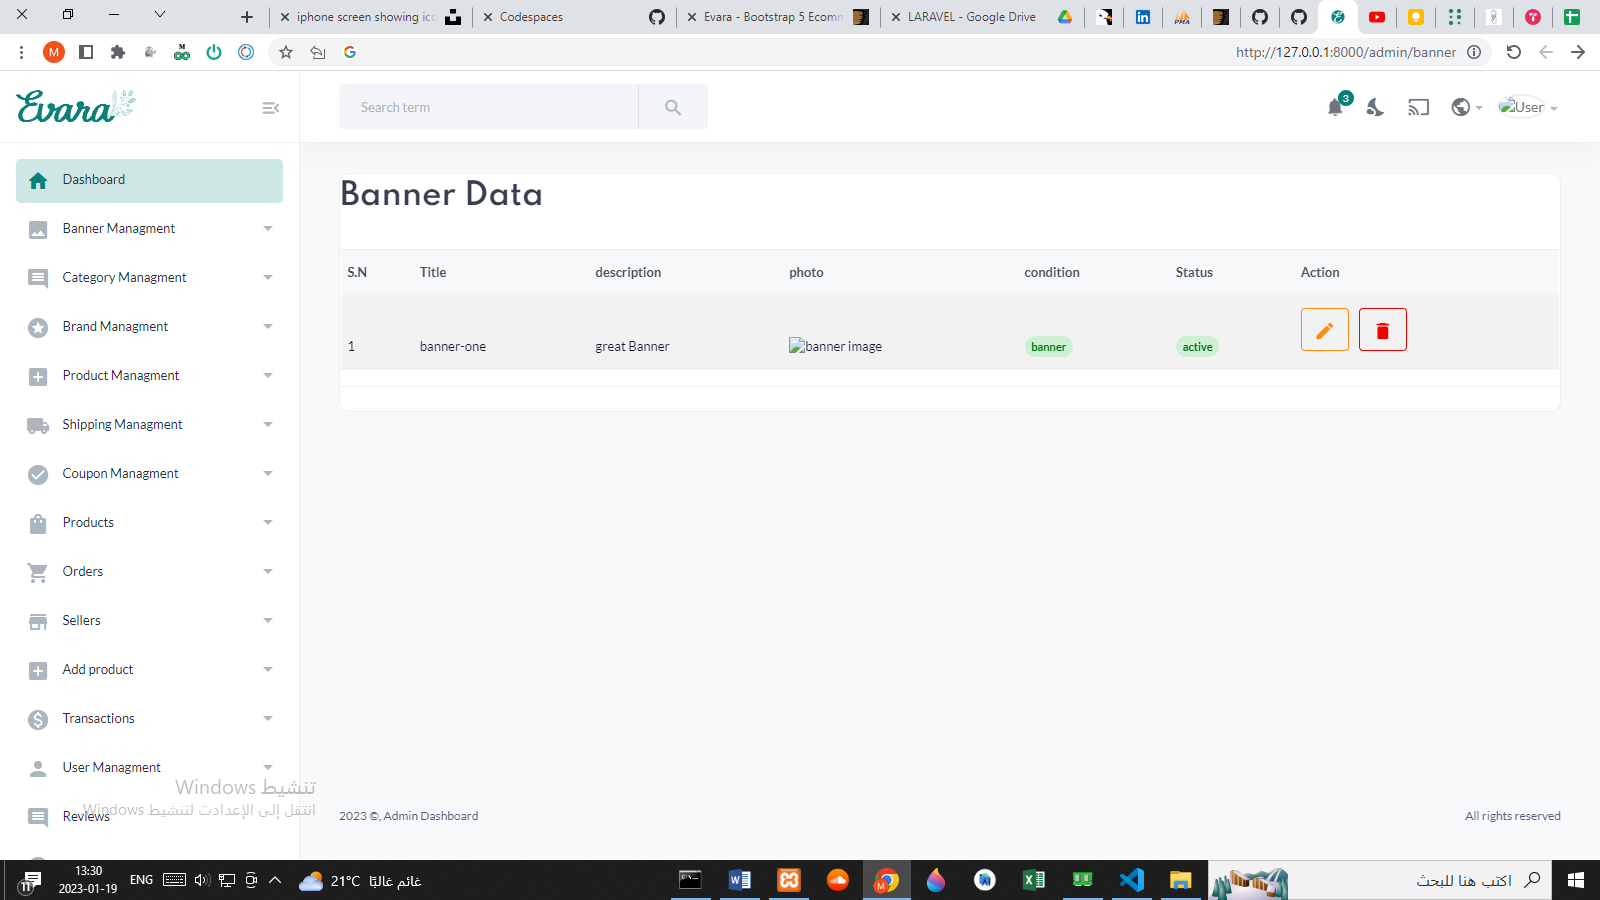 iphone screen showing ico
Codespaces
Evara - Bootstrap 5 Ecomm
LARAVEL - Google Drive
PMA
M
http://127.0.0.1:8000/admin/banner
Evara
Search term
3
User
Dashboard
Banner Managment
Category Managment
Brand Managment
Product Managment
Shipping Managment
Coupon Managment
Products
Orders
Sellers
Add product
Transactions
User Managment
Reviews
Banner Data
S.N Title description photo condition Status Action
1 banner-one great Banner banner image banner active
تنشيط Windows
انتقل إلى الإعدادت لتنشيط Windows
2023 ©, Admin Dashboard
All rights reserved
11
13:30
2023-01-19
ENG
21°C غائم غالبًا
اكتب هنا للبحث